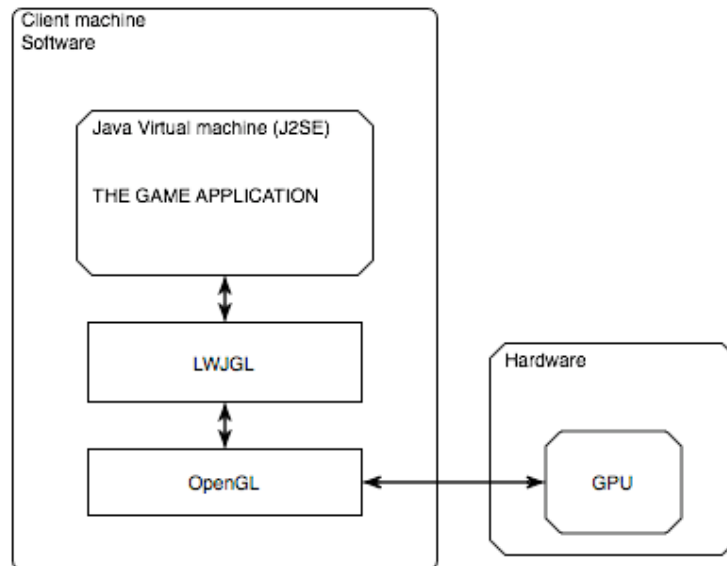 Client machine
Software
Java Virtual machine (J2SE)
THE GAME APPLICATION
LWJGL
Hardware
OpenGL
GPU